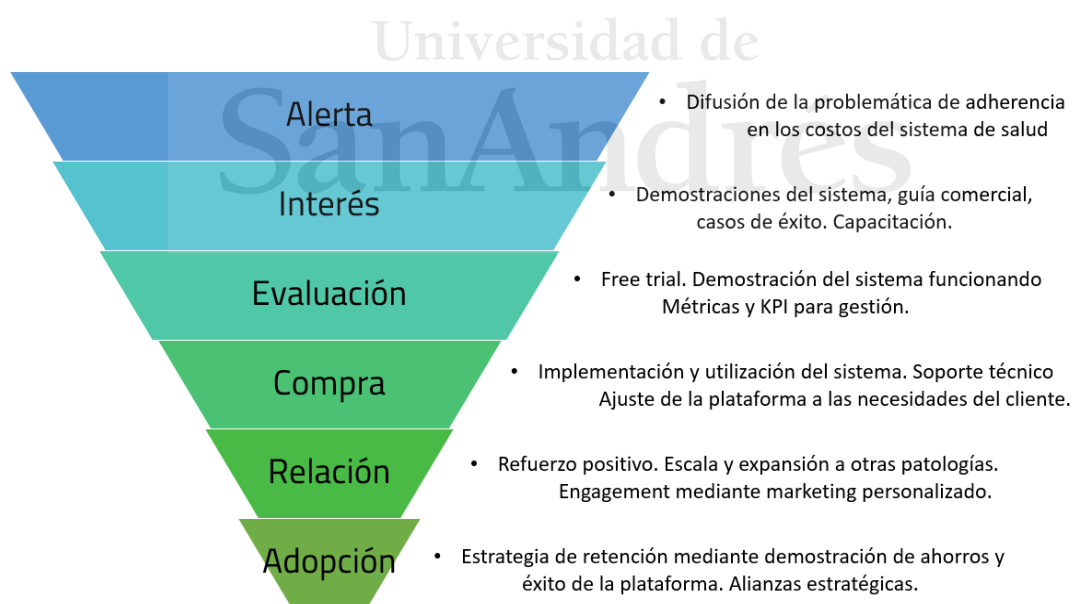 Universidad de
SanAndrés
Alerta
• Difusión de la problemática de adherencia
en los costos del sistema de salud
Interés
• Demostraciones del sistema, guía comercial,
casos de éxito. Capacitación.
Evaluación
• Free trial. Demostración del sistema funcionando
Métricas y KPI para gestión.
Compra
• Implementación y utilización del sistema. Soporte técnico
Ajuste de la plataforma a las necesidades del cliente.
Relación
• Refuerzo positivo. Escala y expansión a otras patologías.
Engagement mediante marketing personalizado.
Adopción
• Estrategia de retención mediante demostración de ahorros y
éxito de la plataforma. Alianzas estratégicas.